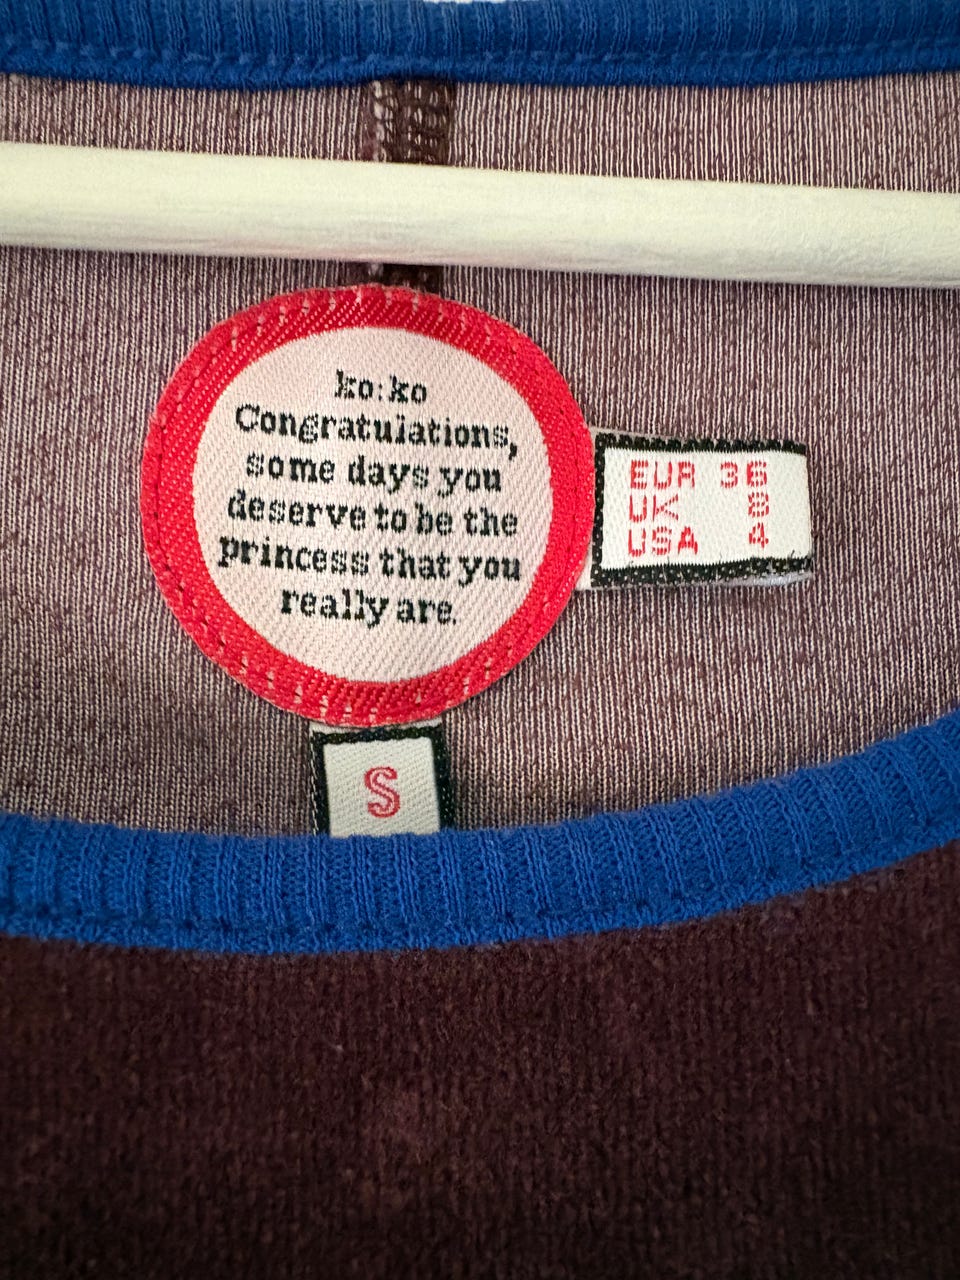 ko:ko
Congratulations,
some days you
deserve to be the
princess that you
really are.
EUR 36
UK 8
USA 4
S